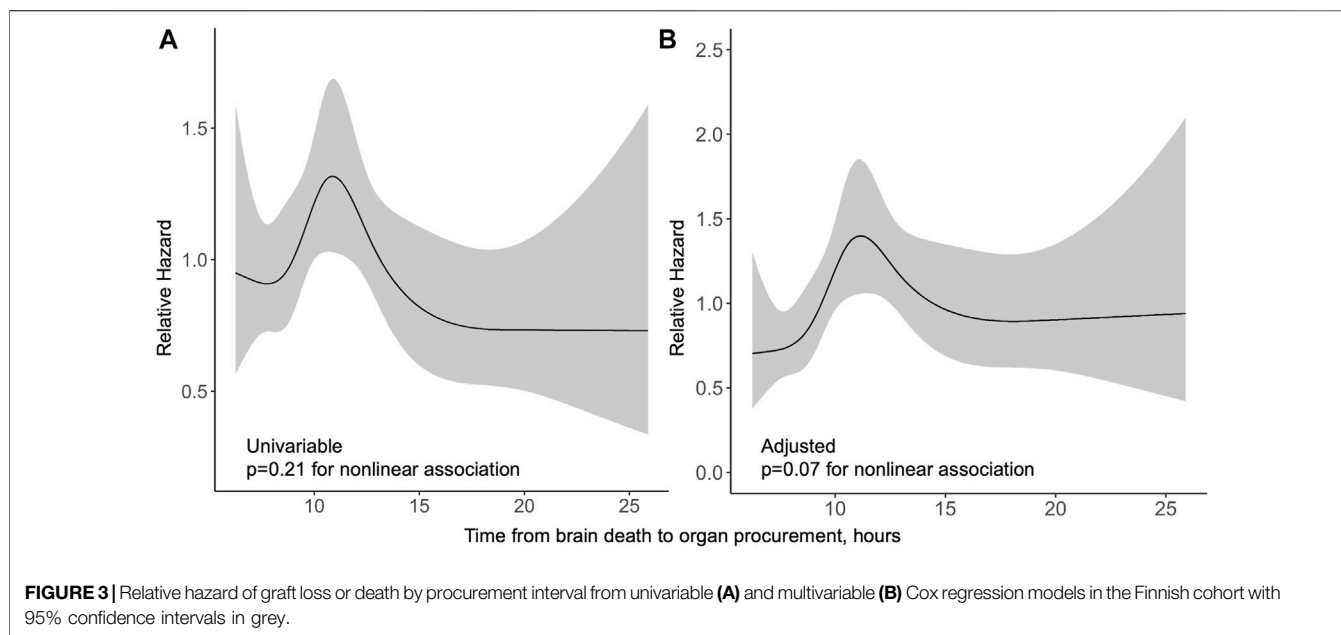 A
B
Relative Hazard
1.5
1.0
0.5
Univariable
p=0.21 for nonlinear association
10
15
20
25
Relative Hazard
2.5
2.0
1.5
1.0
0.5
0.0
Adjusted
p=0.07 for nonlinear association
10
15
20
25
Time from brain death to organ procurement, hours
FIGURE 3 | Relative hazard of graft loss or death by procurement interval from univariable (A) and multivariable (B) Cox regression models in the Finnish cohort with
95% confidence intervals in grey.